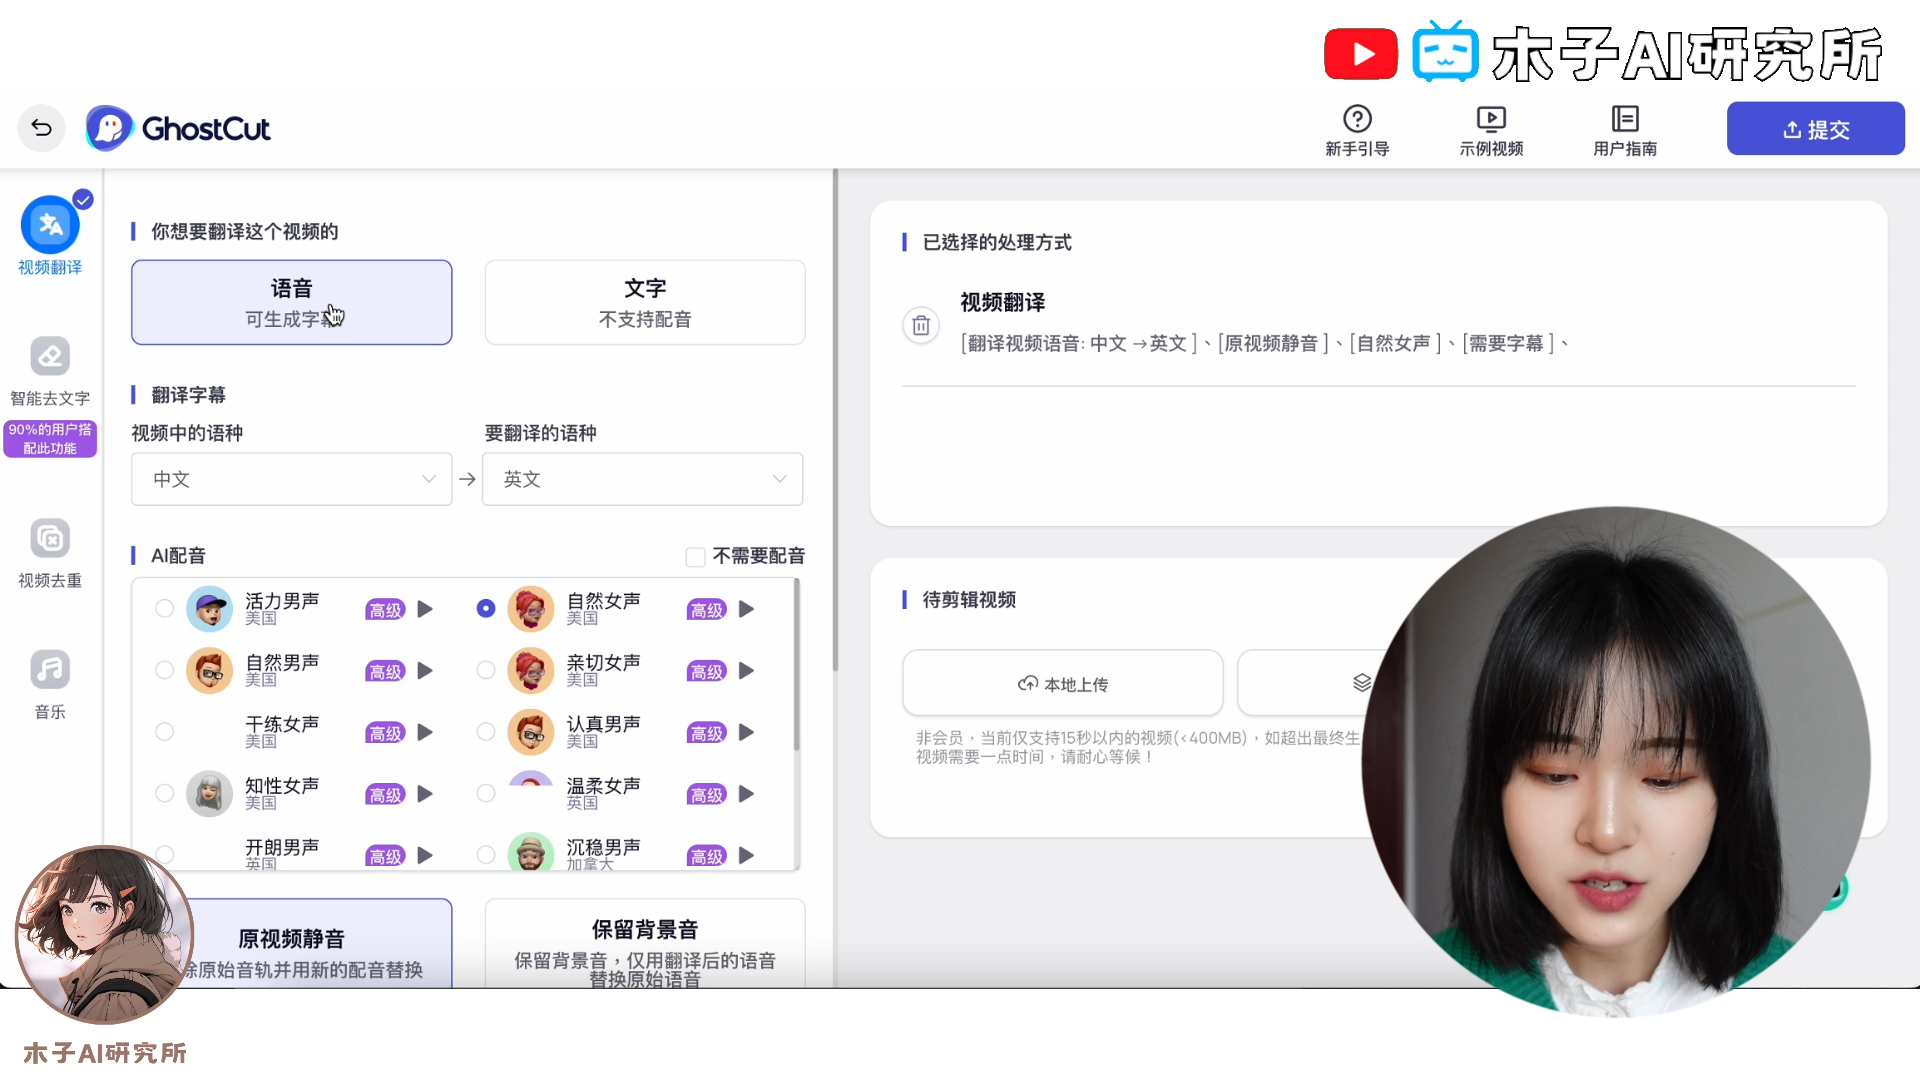 木子AI研究所
GhostCut
新手引导
示例视频
用户指南
提交
视频翻译
智能去文字
90%的用户搭
配此功能
视频去重
音乐
你想要翻译这个视频的
语音
可生成字幕
文字
不支持配音
翻译字幕
视频中的语种
要翻译的语种
中文
→
英文
AI配音
不需要配音
活力男声
美国
高级
自然女声
美国
高级
自然男声
美国
高级
亲切女声
美国
高级
干练女声
美国
高级
认真男声
美国
高级
知性女声
美国
高级
温柔女声
英国
高级
开朗男声
英国
高级
沉稳男声
加拿大
高级
原视频静音
除原始音轨并用新的配音替换
保留背景音
保留背景音，仅用翻译后的语音
替换原始语音
已选择的处理方式
视频翻译
[翻译视频语音: 中文 →英文 ]、[原视频静音 ]、[自然女声 ]、[需要字幕 ]、
待剪辑视频
本地上传
非会员，当前仅支持15秒以内的视频(<400MB)，如超出最终生
视频需要一点时间，请耐心等候！
木子AI研究所